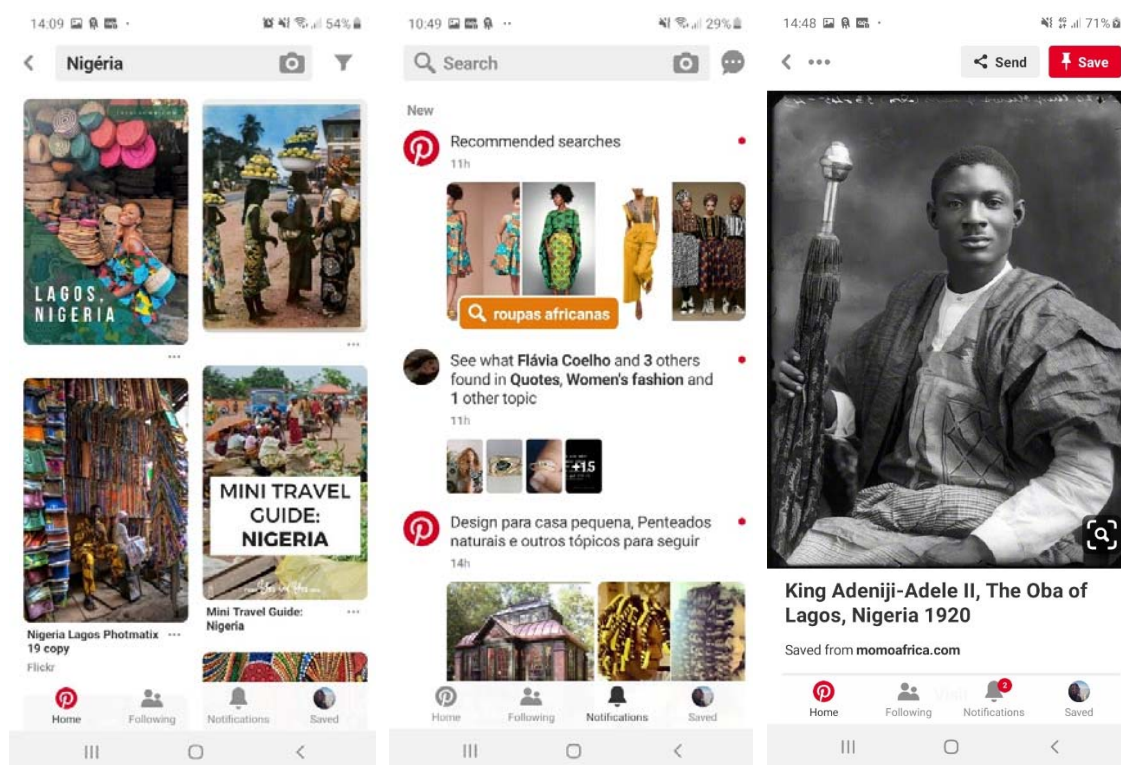 14:09
54%
Nigéria
LAGOS,
NIGERIA
MINI TRAVEL
GUIDE:
NIGERIA
Nigeria Lagos Photmatix
19 copy
Flickr
Mini Travel Guide:
Nigeria
Home
Following
Notifications
Saved
10:49
29%
Search
New
Recommended searches
11h
roupas africanas
See what Flávia Coelho and 3 others
found in Quotes, Women's fashion and
1 other topic
11h
+15
Design para casa pequena, Penteados
naturais e outros tópicos para seguir
14h
Home
Following
Notifications
Saved
14:48
71%
Send
Save
King Adeniji-Adele II, The Oba of
Lagos, Nigeria 1920
Saved from momoafrica.com
2
Home
Following
Notifications
Saved